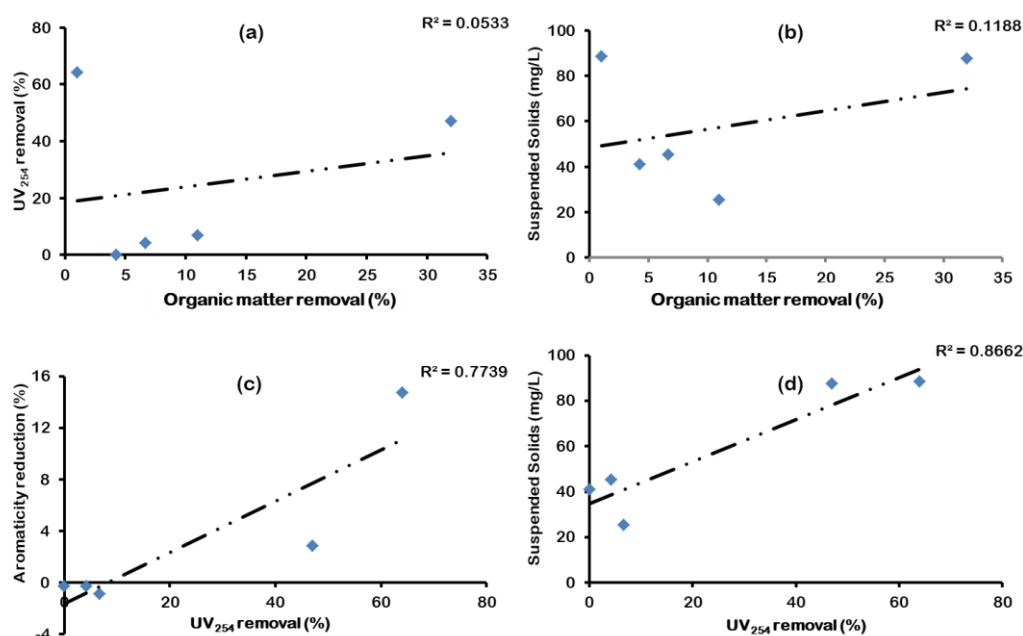 R² = 0.0533
(a)
UV254 removal (%)
80
60
40
20
0
0 5 10 15 20 25 30 35
Organic matter removal (%)
R² = 0.1188
(b)
Suspended Solids (mg/L)
100
80
60
40
20
0
0 5 10 15 20 25 30 35
Organic matter removal (%)
R² = 0.7739
(c)
Aromaticity reduction (%)
16
12
8
4
0
-4
0 20 40 60 80
UV254 removal (%)
R² = 0.8662
(d)
Suspended Solids (mg/L)
100
80
60
40
20
0
0 20 40 60 80
UV254 removal (%)